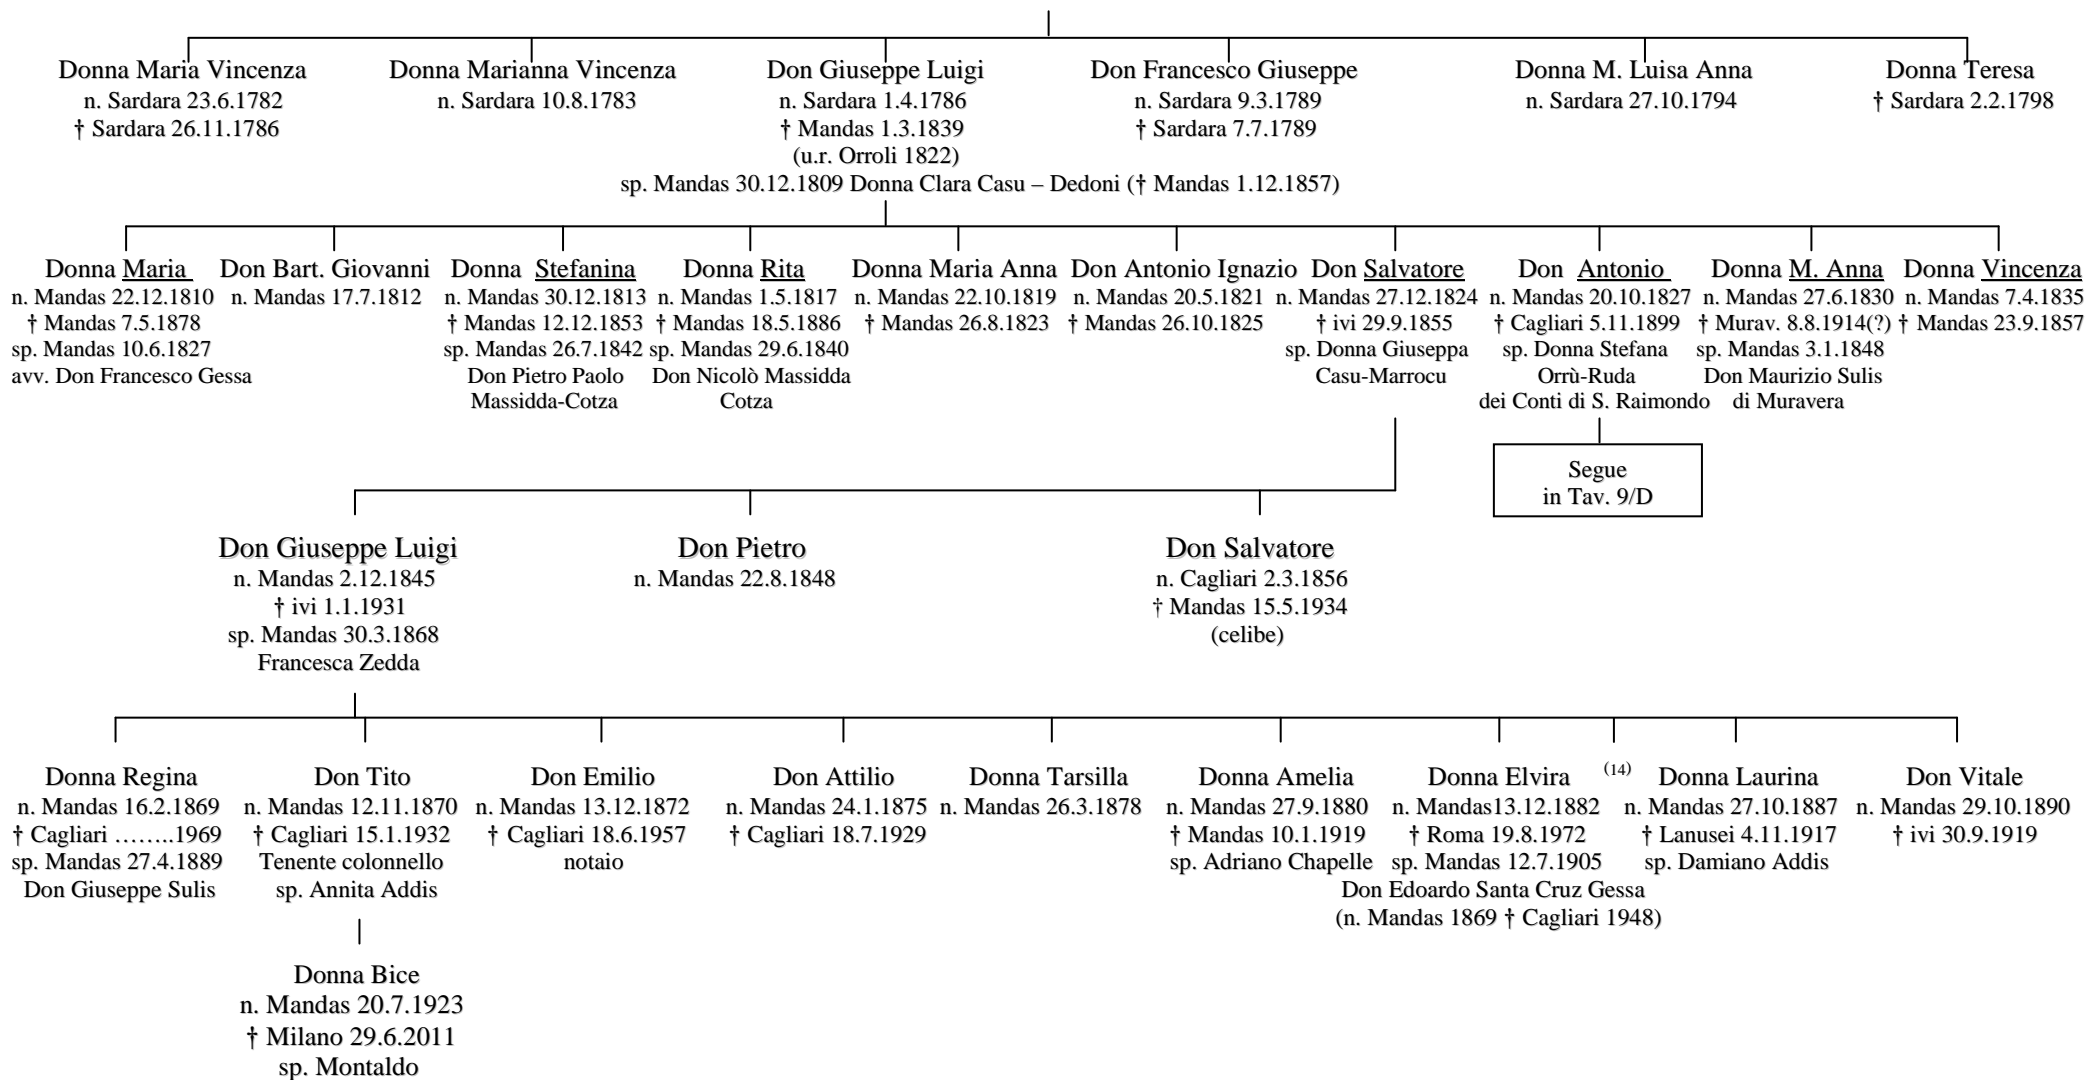 Donna Maria Vincenza
n. Sardara 23.6.1782
† Sardara 26.11.1786
Donna Marianna Vincenza
n. Sardara 10.8.1783
Don Giuseppe Luigi
n. Sardara 1.4.1786
† Mandas 1.3.1839
(u.r. Orroli 1822)
sp. Mandas 30.12.1809 Donna Clara Casu – Dedoni († Mandas 1.12.1857)
Don Francesco Giuseppe
n. Sardara 9.3.1789
† Sardara 7.7.1789
Donna M. Luisa Anna
n. Sardara 27.10.1794
Donna Teresa
† Sardara 2.2.1798
Donna Maria
n. Mandas 22.12.1810
† Mandas 7.5.1878
sp. Mandas 10.6.1827
avv. Don Francesco Gessa
Don Bart. Giovanni
n. Mandas 17.7.1812
Donna Stefanina
n. Mandas 30.12.1813
† Mandas 12.12.1853
sp. Mandas 26.7.1842
Don Pietro Paolo
Massidda-Cotza
Donna Rita
n. Mandas 1.5.1817
† Mandas 18.5.1886
sp. Mandas 29.6.1840
Don Nicolò Massidda
Cotza
Donna Maria Anna
n. Mandas 22.10.1819
† Mandas 26.8.1823
Don Antonio Ignazio
n. Mandas 20.5.1821
† Mandas 26.10.1825
Don Salvatore
n. Mandas 27.12.1824
† ivi 29.9.1855
sp. Donna Giuseppa
Casu-Marrocu
Don Antonio
n. Mandas 20.10.1827
† Cagliari 5.11.1899
sp. Donna Stefana
Orrù-Ruda
dei Conti di S. Raimondo
Donna M. Anna
n. Mandas 27.6.1830
† Murav. 8.8.1914(?)
sp. Mandas 3.1.1848
Don Maurizio Sulis
di Muravera
Donna Vincenza
n. Mandas 7.4.1835
† Mandas 23.9.1857
Segue
in Tav. 9/D
Don Giuseppe Luigi
n. Mandas 2.12.1845
† ivi 1.1.1931
sp. Mandas 30.3.1868
Francesca Zedda
Don Pietro
n. Mandas 22.8.1848
Don Salvatore
n. Cagliari 2.3.1856
† Mandas 15.5.1934
(celibe)
Donna Regina
n. Mandas 16.2.1869
† Cagliari ……..1969
sp. Mandas 27.4.1889
Don Giuseppe Sulis
Don Tito
n. Mandas 12.11.1870
† Cagliari 15.1.1932
Tenente colonnello
sp. Annita Addis
Don Emilio
n. Mandas 13.12.1872
† Cagliari 18.6.1957
notaio
Don Attilio
n. Mandas 24.1.1875
† Cagliari 18.7.1929
Donna Tarsilla
n. Mandas 26.3.1878
Donna Amelia
n. Mandas 27.9.1880
† Mandas 10.1.1919
sp. Adriano Chapelle
Donna Elvira
n. Mandas13.12.1882
† Roma 19.8.1972
sp. Mandas 12.7.1905
Don Edoardo Santa Cruz Gessa
(n. Mandas 1869 † Cagliari 1948)
(14)
Donna Laurina
n. Mandas 27.10.1887
† Lanusei 4.11.1917
sp. Damiano Addis
Don Vitale
n. Mandas 29.10.1890
† ivi 30.9.1919
Donna Bice
n. Mandas 20.7.1923
† Milano 29.6.2011
sp. Montaldo